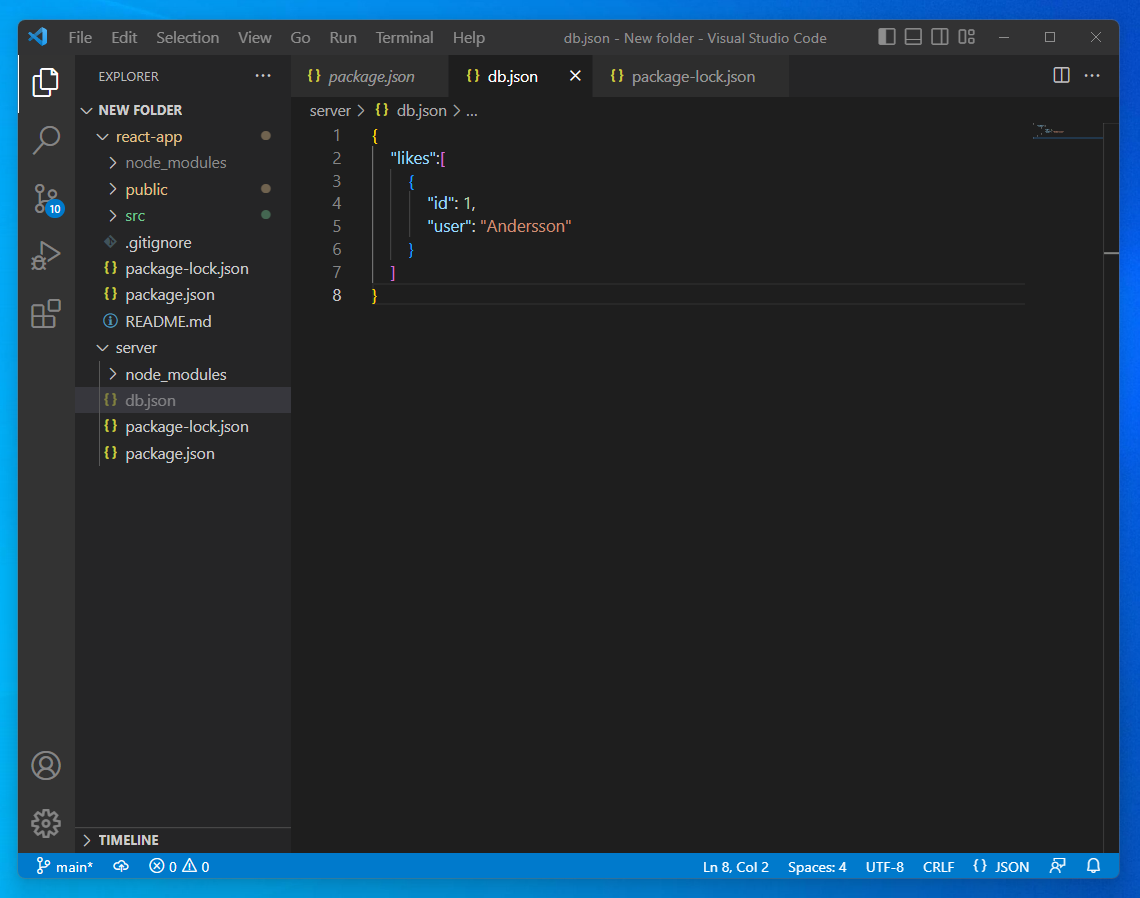 File Edit Selection View Go Run Terminal Help db.json - New folder - Visual Studio Code
EXPLORER
package.json db.json package-lock.json
NEW FOLDER
react-app
node_modules
public
src
.gitignore
package-lock.json
package.json
README.md
server
node_modules
db.json
package-lock.json
package.json
TIMELINE
10
server > {} db.json > ...
1 {
2 "likes":[
3 {
4 "id": 1,
5 "user": "Andersson"
6 }
7 ]
8 }
main* 0 0 Ln 8, Col 2 Spaces: 4 UTF-8 CRLF {} JSON